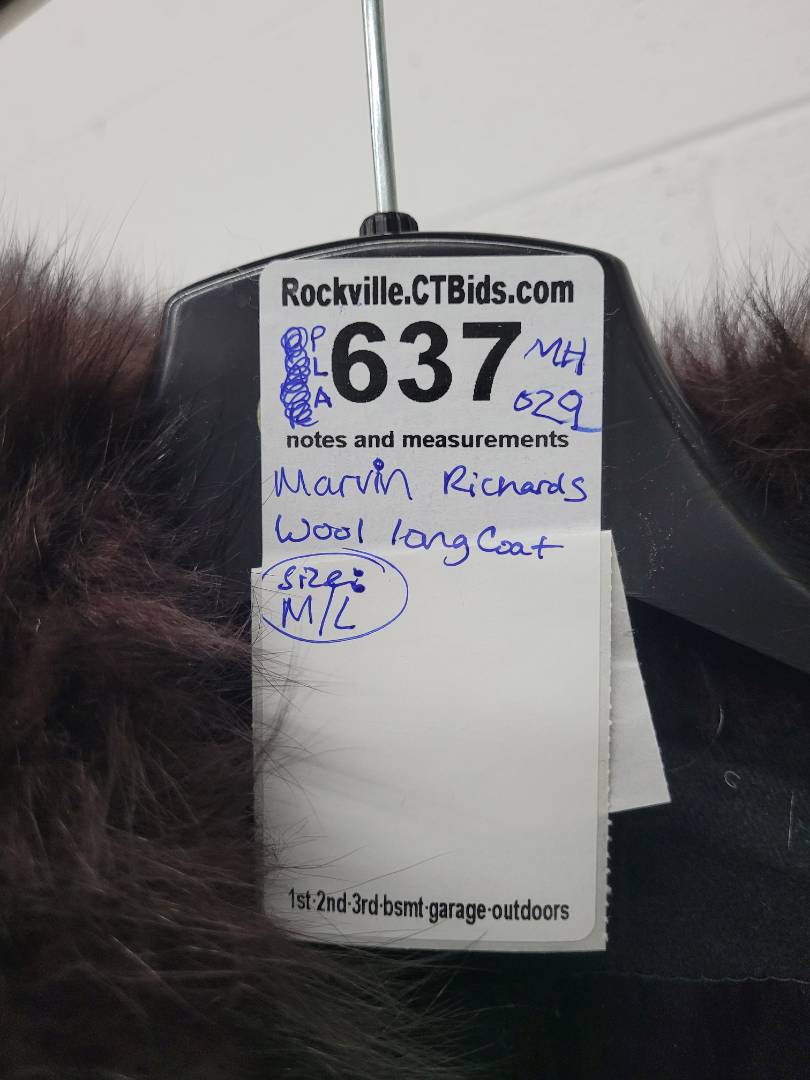 Rockville.CTBids.com
P
L
A
637
MH
029
notes and measurements
Marvin Richards
Wool long Coat
Size:
M/L
1st·2nd·3rd·bsmt·garage·outdoors